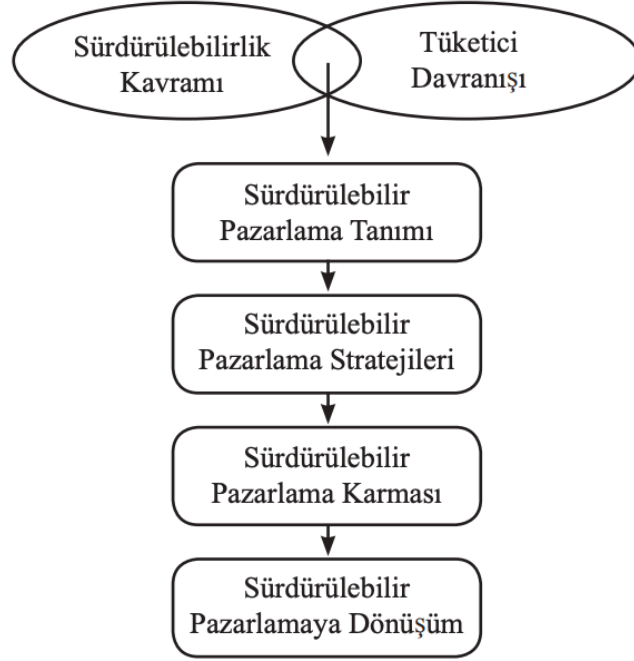 Sürdürülebilirlik
Kavramı
Tüketici
Davranışı
Sürdürülebilir
Pazarlama Tanımı
Sürdürülebilir
Pazarlama Stratejileri
Sürdürülebilir
Pazarlama Karması
Sürdürülebilir
Pazarlamaya Dönüşüm